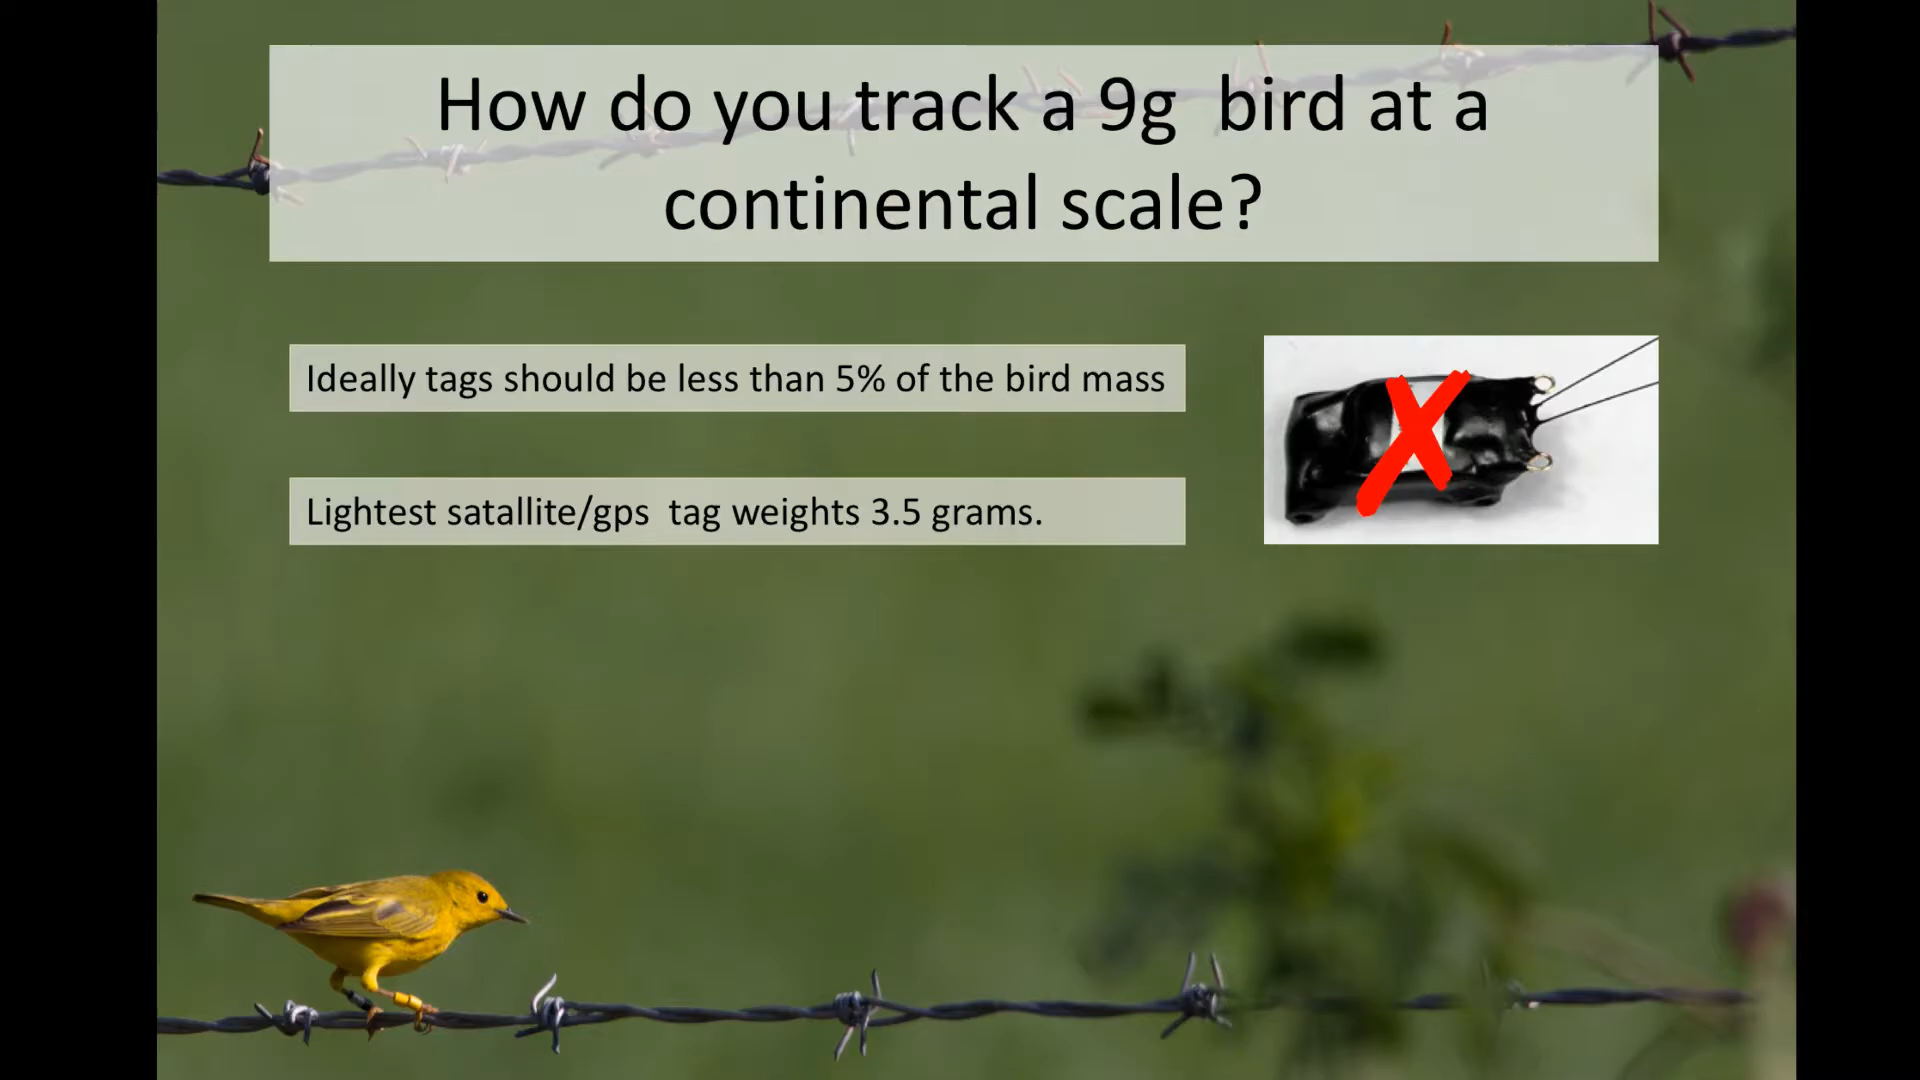 How do you track a 9g  bird at a
continental scale?
Ideally tags should be less than 5% of the bird mass
Lightest satallite/gps  tag weights 3.5 grams.